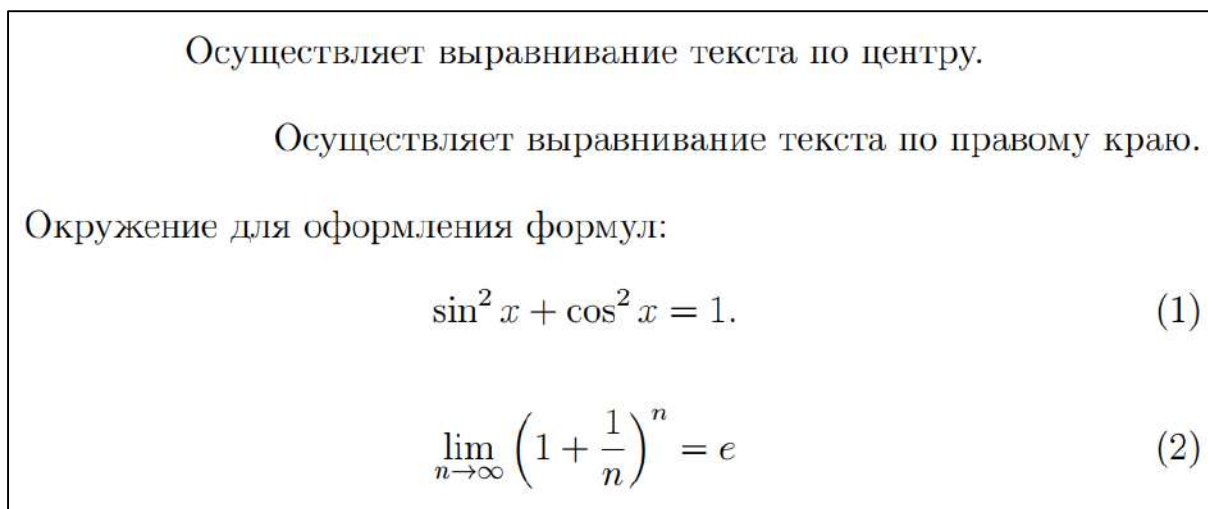 Осуществляет выравнивание текста по центру.
Осуществляет выравнивание текста по правому краю.
Окружение для оформления формул:
sin² x + cos² x = 1. (1)
lim_{n→∞} (1 + 1/n)ⁿ = e (2)